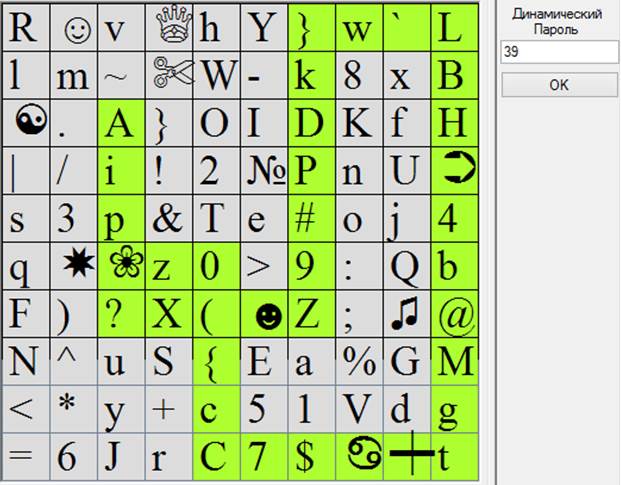 R ☺ v ♕ h Y } w ` L
l m ~ ✄ W - k 8 x B
☯ . A } O I D K f H
| / i ! 2 № P n U ➲
s 3 p & T e # o j 4
q ✷ ❀ z 0 > 9 : Q b
F ) ? X ( ☻ Z ; ♫ @
N ^ u S { E a % G M
< * y + c 5 1 V d g
= 6 J r C 7 $ ♋ ┼ t
Динамический
Пароль
39
OK